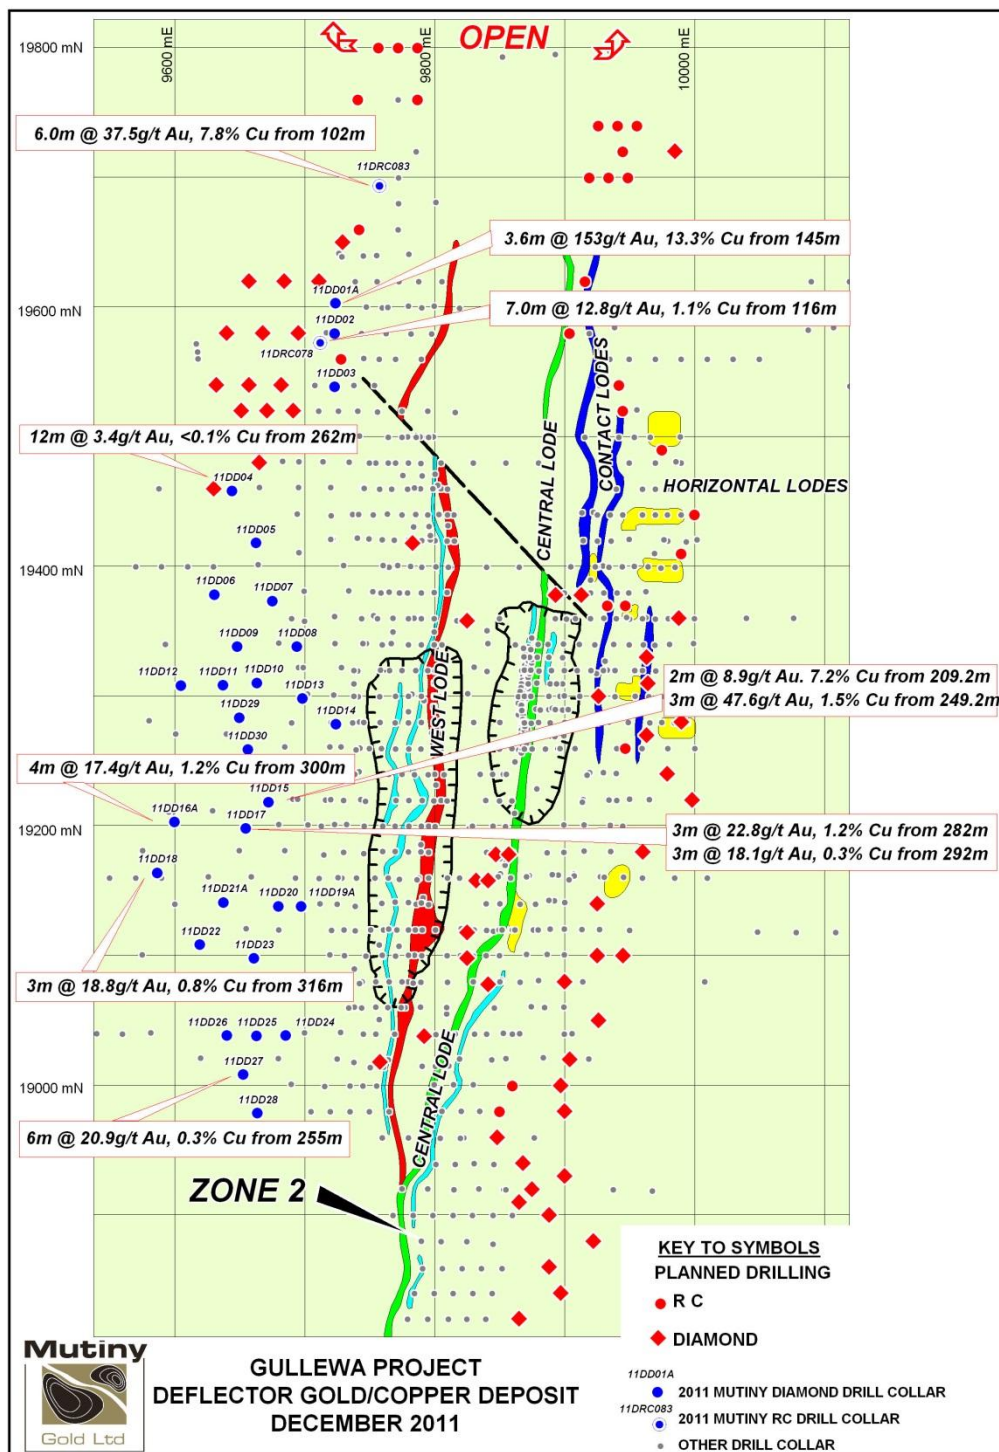 19800 mN
9600 mE
9800 mE
OPEN
10000 mE
6.0m @ 37.5g/t Au, 7.8% Cu from 102m
11DRC083
3.6m @ 153g/t Au, 13.3% Cu from 145m
11DD01A
19600 mN
7.0m @ 12.8g/t Au, 1.1% Cu from 116m
11DD02
11DRC078
11DD03
CENTRAL LODE
CONTACT LODES
12m @ 3.4g/t Au, <0.1% Cu from 262m
11DD04
HORIZONTAL LODES
11DD05
19400 mN
11DD06
11DD07
11DD09
11DD08
11DD12
11DD11
11DD10
11DD13
2m @ 8.9g/t Au. 7.2% Cu from 209.2m
3m @ 47.6g/t Au, 1.5% Cu from 249.2m
11DD29
11DD14
WEST LODE
11DD30
4m @ 17.4g/t Au, 1.2% Cu from 300m
11DD15
11DD16A
11DD17
19200 mN
3m @ 22.8g/t Au, 1.2% Cu from 282m
3m @ 18.1g/t Au, 0.3% Cu from 292m
11DD18
11DD21A
11DD20
11DD19A
11DD22
11DD23
3m @ 18.8g/t Au, 0.8% Cu from 316m
11DD26
11DD25
11DD24
11DD27
19000 mN
CENTRAL LODE
11DD28
6m @ 20.9g/t Au, 0.3% Cu from 255m
ZONE 2
KEY TO SYMBOLS
PLANNED DRILLING
R C
DIAMOND
11DD01A
2011 MUTINY DIAMOND DRILL COLLAR
11DRC083
2011 MUTINY RC DRILL COLLAR
OTHER DRILL COLLAR
Mutiny
Gold Ltd
GULLEWA PROJECT
DEFLECTOR GOLD/COPPER DEPOSIT
DECEMBER 2011